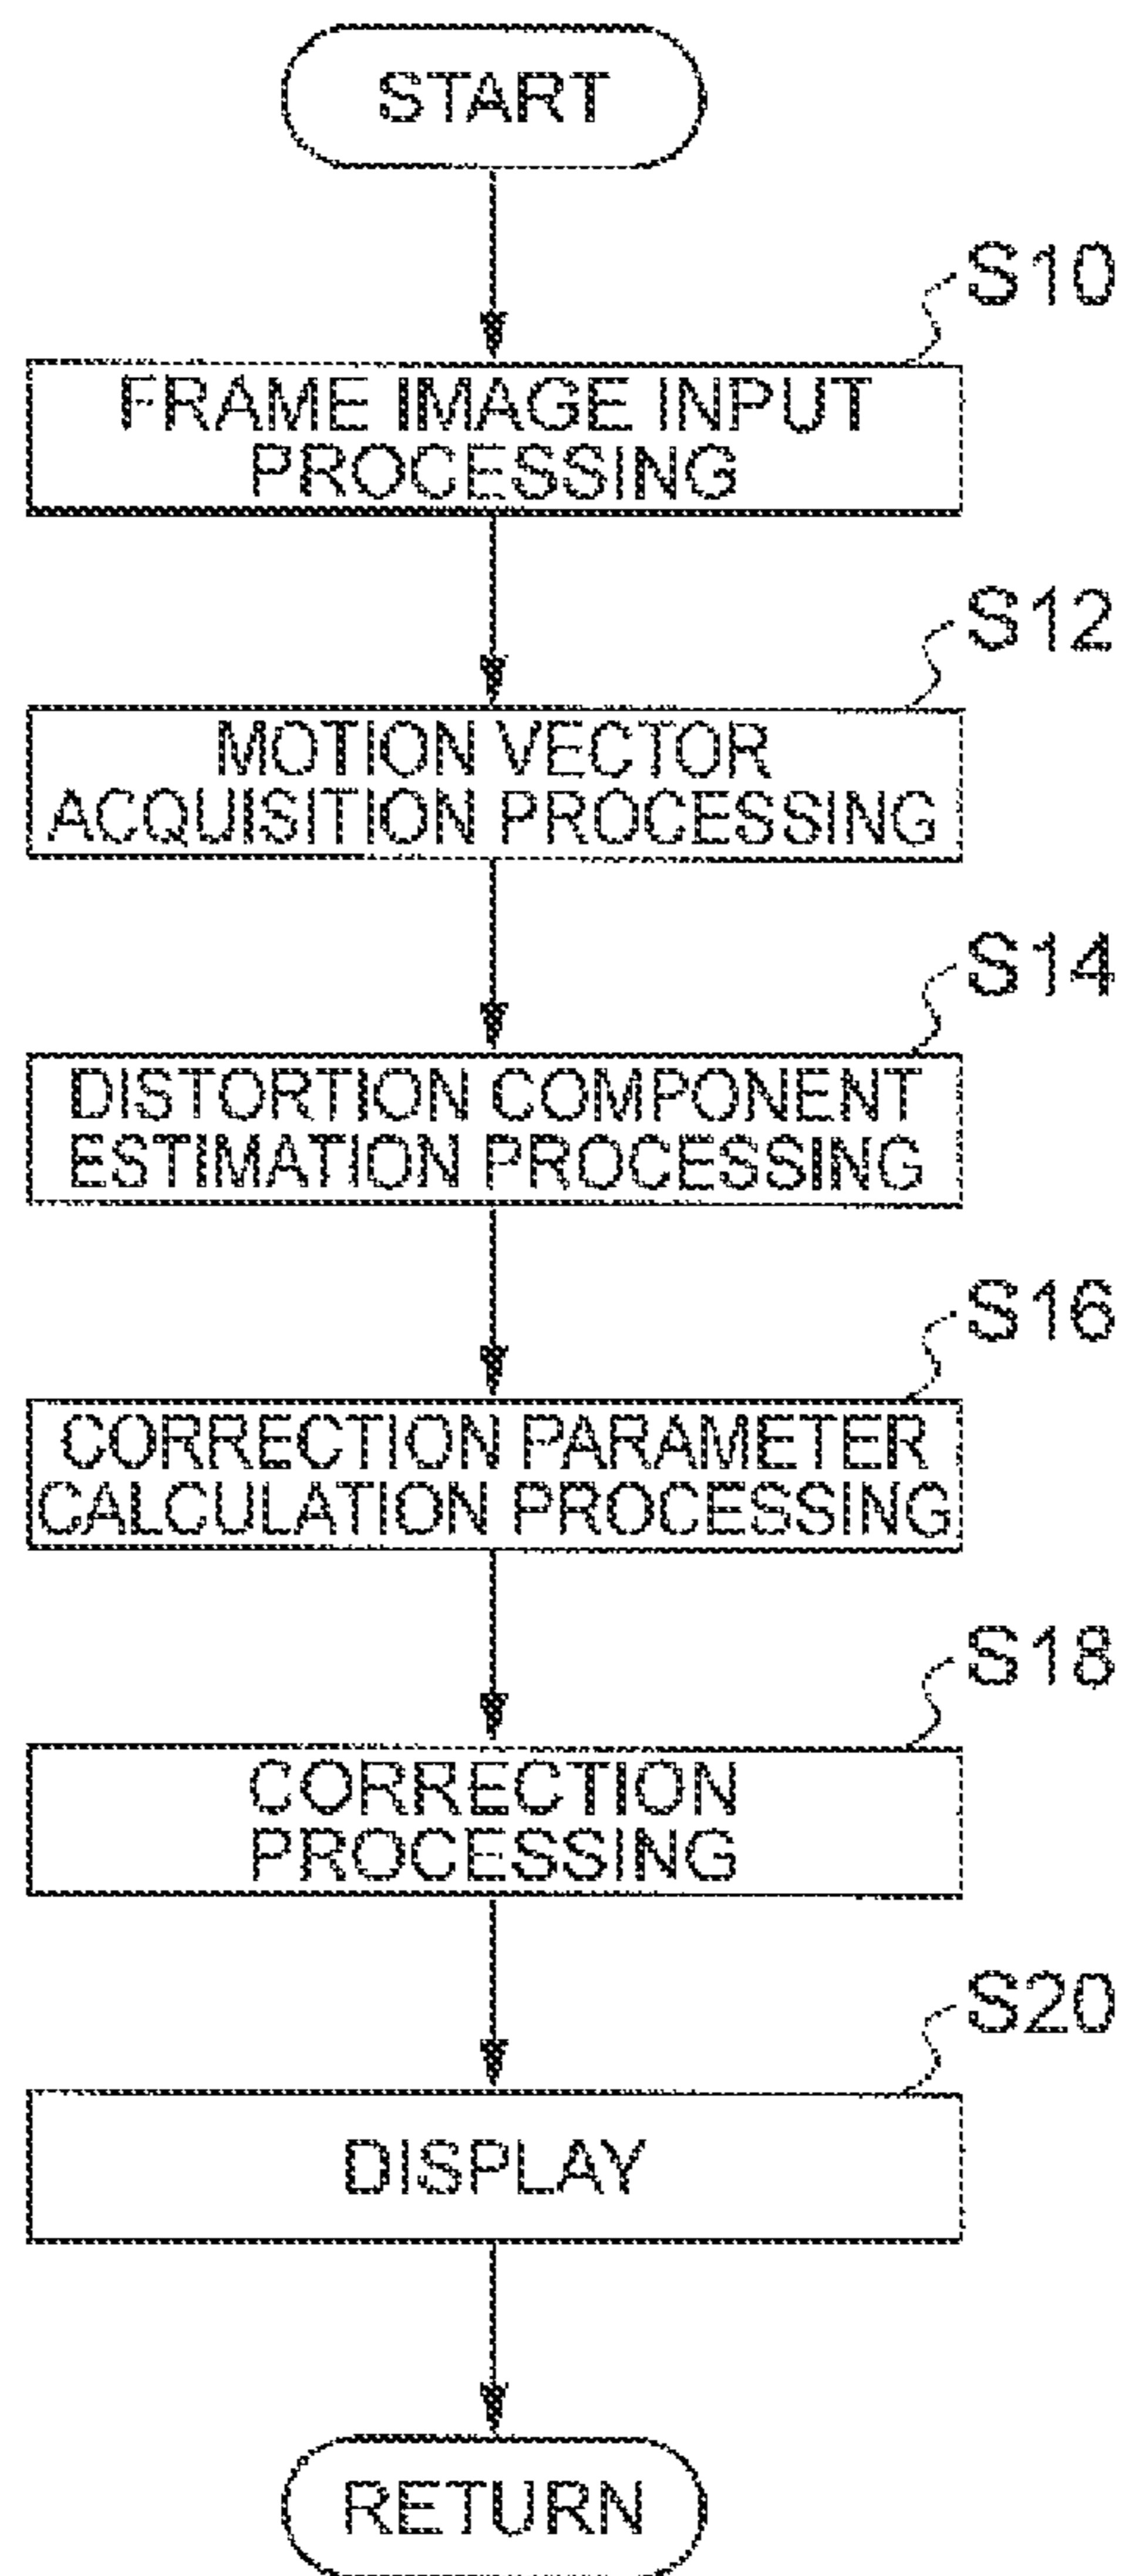 START
S10
FRAME IMAGE INPUT
PROCESSING
S12
MOTION VECTOR
ACQUISITION PROCESSING
S14
DISTORTION COMPONENT
ESTIMATION PROCESSING
S16
CORRECTION PARAMETER
CALCULATION PROCESSING
S18
CORRECTION
PROCESSING
S20
DISPLAY
RETURN